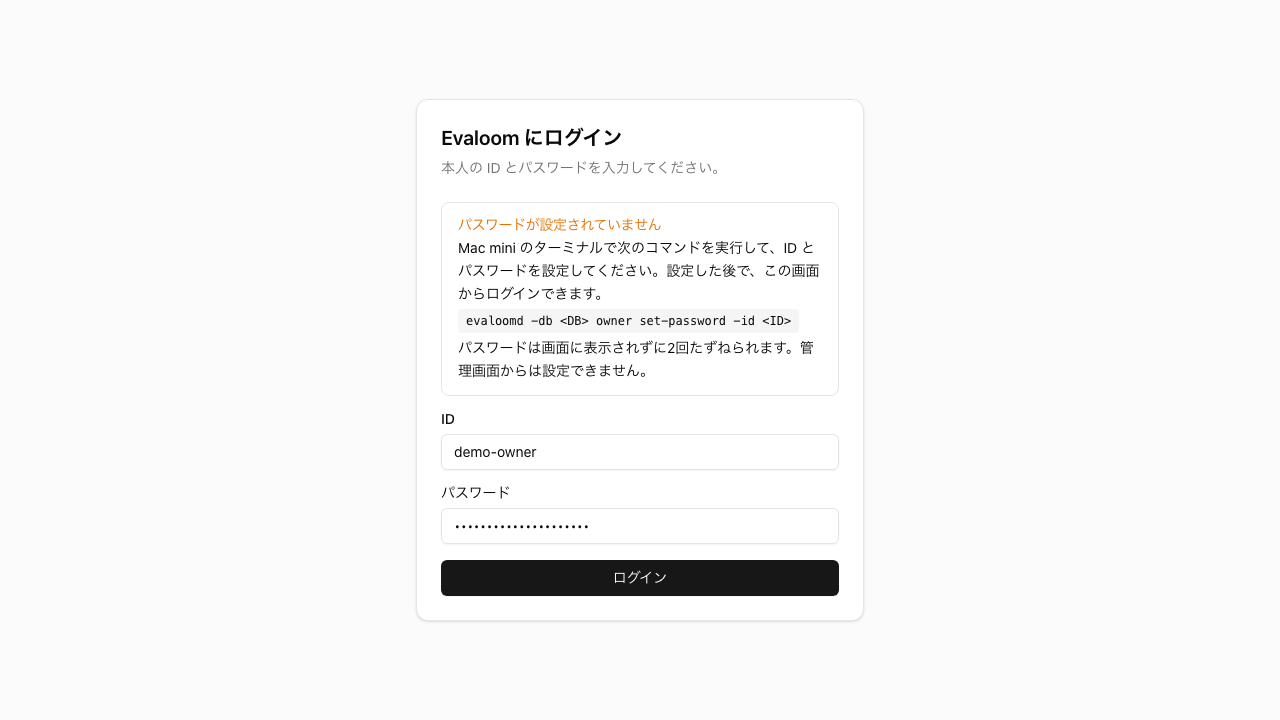 Evaloom にログイン
本人の ID とパスワードを入力してください。
パスワードが設定されていません
Mac mini のターミナルで次のコマンドを実行して、ID と
パスワードを設定してください。設定した後で、この画面
からログインできます。
evaloomd -db <DB> owner set-password -id <ID>
パスワードは画面に表示されずに2回たずねられます。管
理画面からは設定できません。
ID
demo-owner
パスワード
•••••••••••••••••••••
ログイン